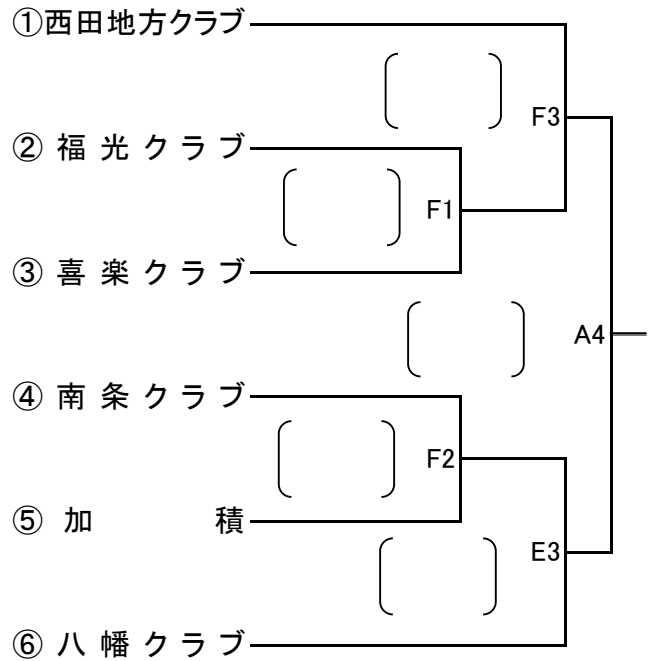 ①西田地方クラブ
F3
② 福 光 ク ラ ブ
F1
③ 喜 楽 ク ラ ブ
A4
④ 南 条 ク ラ ブ
F2
⑤ 加 積
E3
⑥ 八 幡 ク ラ ブ